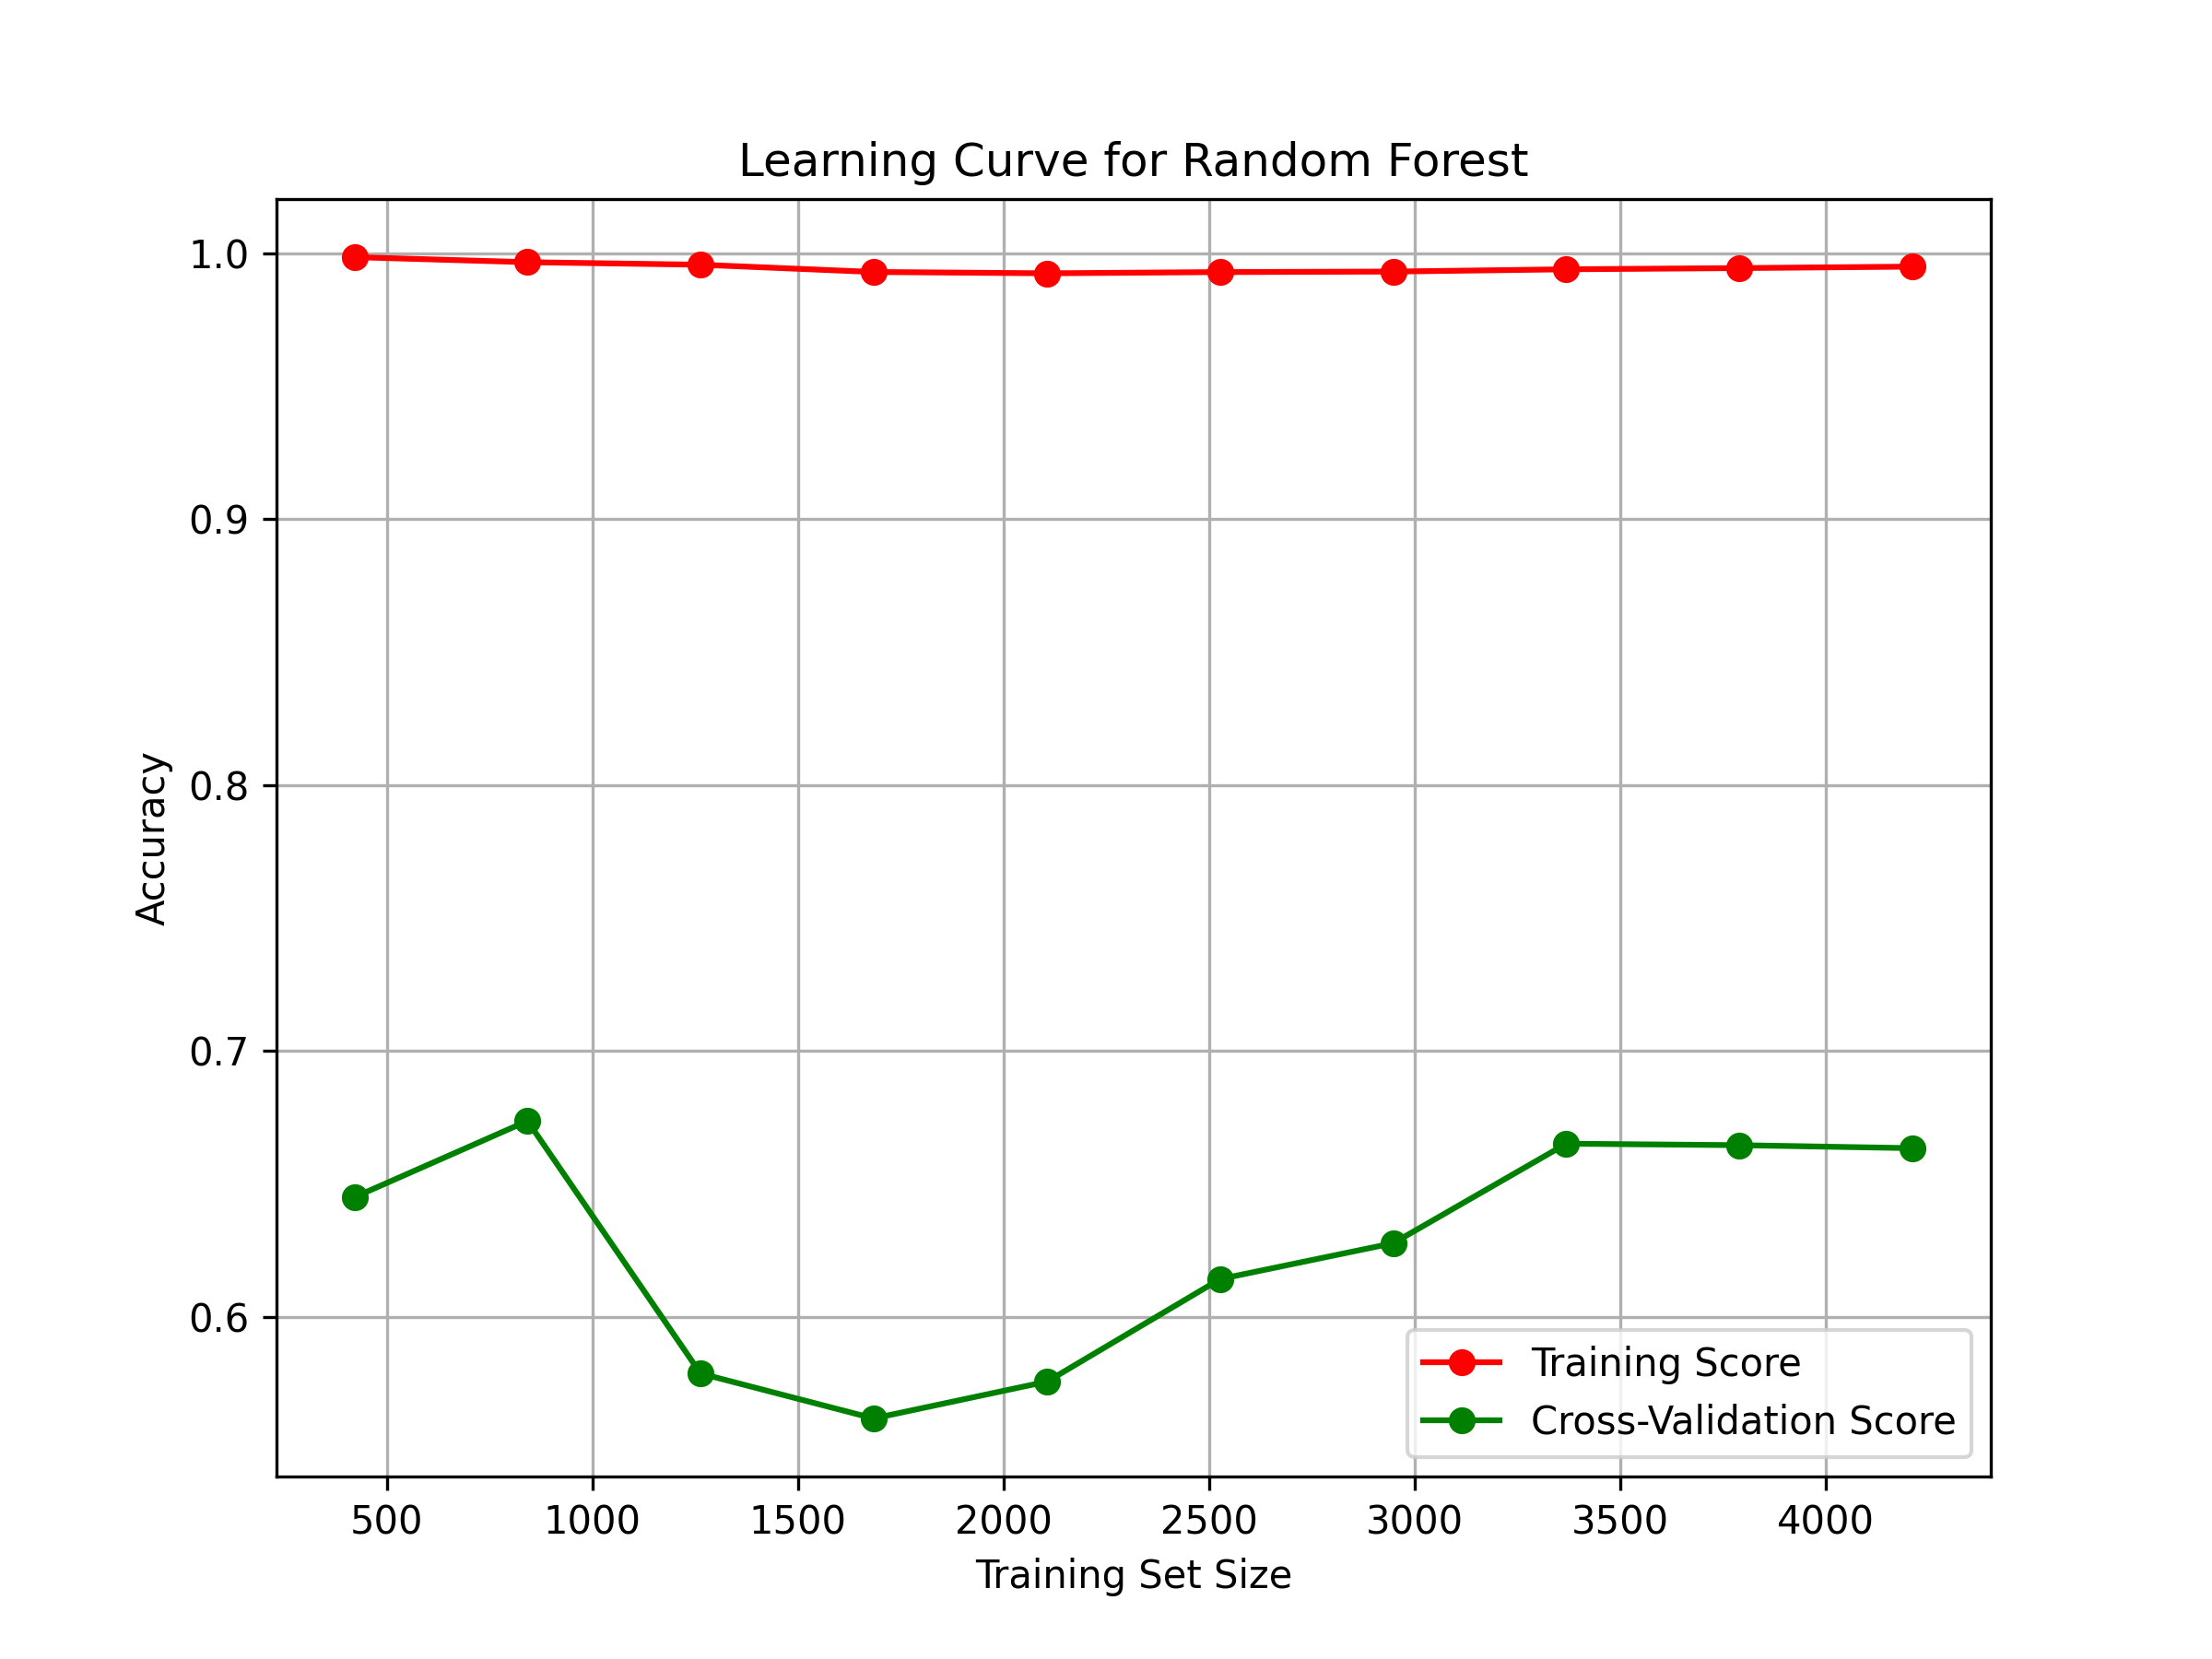 Learning Curve for Random Forest
1.0
0.9
0.8
0.7
0.6
Accuracy
Training Score
Cross-Validation Score
500 1000 1500 2000 2500 3000 3500 4000
Training Set Size